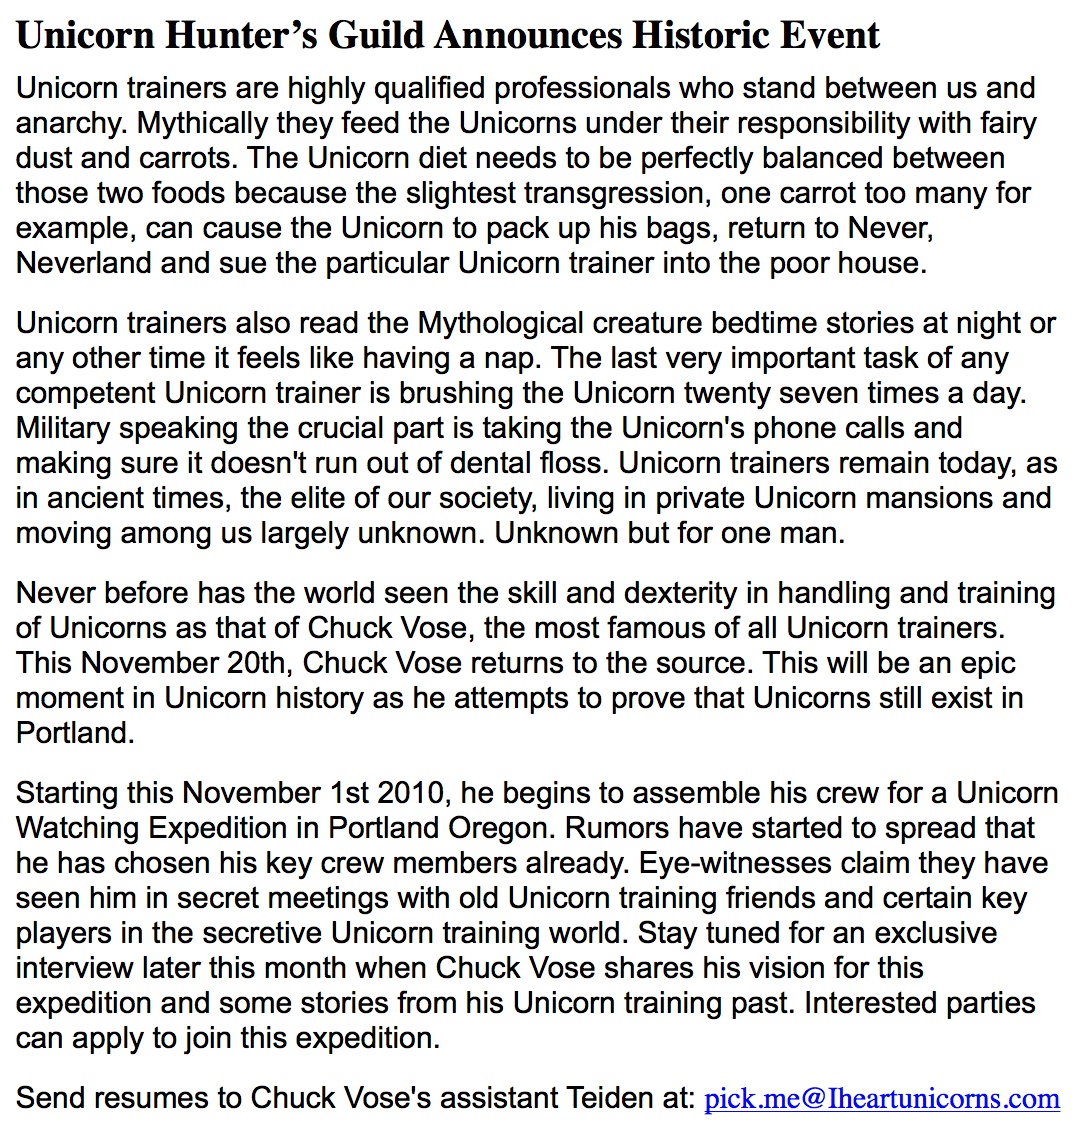 Unicorn Hunter’s Guild Announces Historic Event
Unicorn trainers are highly qualified professionals who stand between us and
anarchy. Mythically they feed the Unicorns under their responsibility with fairy
dust and carrots. The Unicorn diet needs to be perfectly balanced between
those two foods because the slightest transgression, one carrot too many for
example, can cause the Unicorn to pack up his bags, return to Never,
Neverland and sue the particular Unicorn trainer into the poor house.
Unicorn trainers also read the Mythological creature bedtime stories at night or
any other time it feels like having a nap. The last very important task of any
competent Unicorn trainer is brushing the Unicorn twenty seven times a day.
Military speaking the crucial part is taking the Unicorn's phone calls and
making sure it doesn't run out of dental floss. Unicorn trainers remain today, as
in ancient times, the elite of our society, living in private Unicorn mansions and
moving among us largely unknown. Unknown but for one man.
Never before has the world seen the skill and dexterity in handling and training
of Unicorns as that of Chuck Vose, the most famous of all Unicorn trainers.
This November 20th, Chuck Vose returns to the source. This will be an epic
moment in Unicorn history as he attempts to prove that Unicorns still exist in
Portland.
Starting this November 1st 2010, he begins to assemble his crew for a Unicorn
Watching Expedition in Portland Oregon. Rumors have started to spread that
he has chosen his key crew members already. Eye-witnesses claim they have
seen him in secret meetings with old Unicorn training friends and certain key
players in the secretive Unicorn training world. Stay tuned for an exclusive
interview later this month when Chuck Vose shares his vision for this
expedition and some stories from his Unicorn training past. Interested parties
can apply to join this expedition.
Send resumes to Chuck Vose's assistant Teiden at: pick.me@Iheartunicorns.com